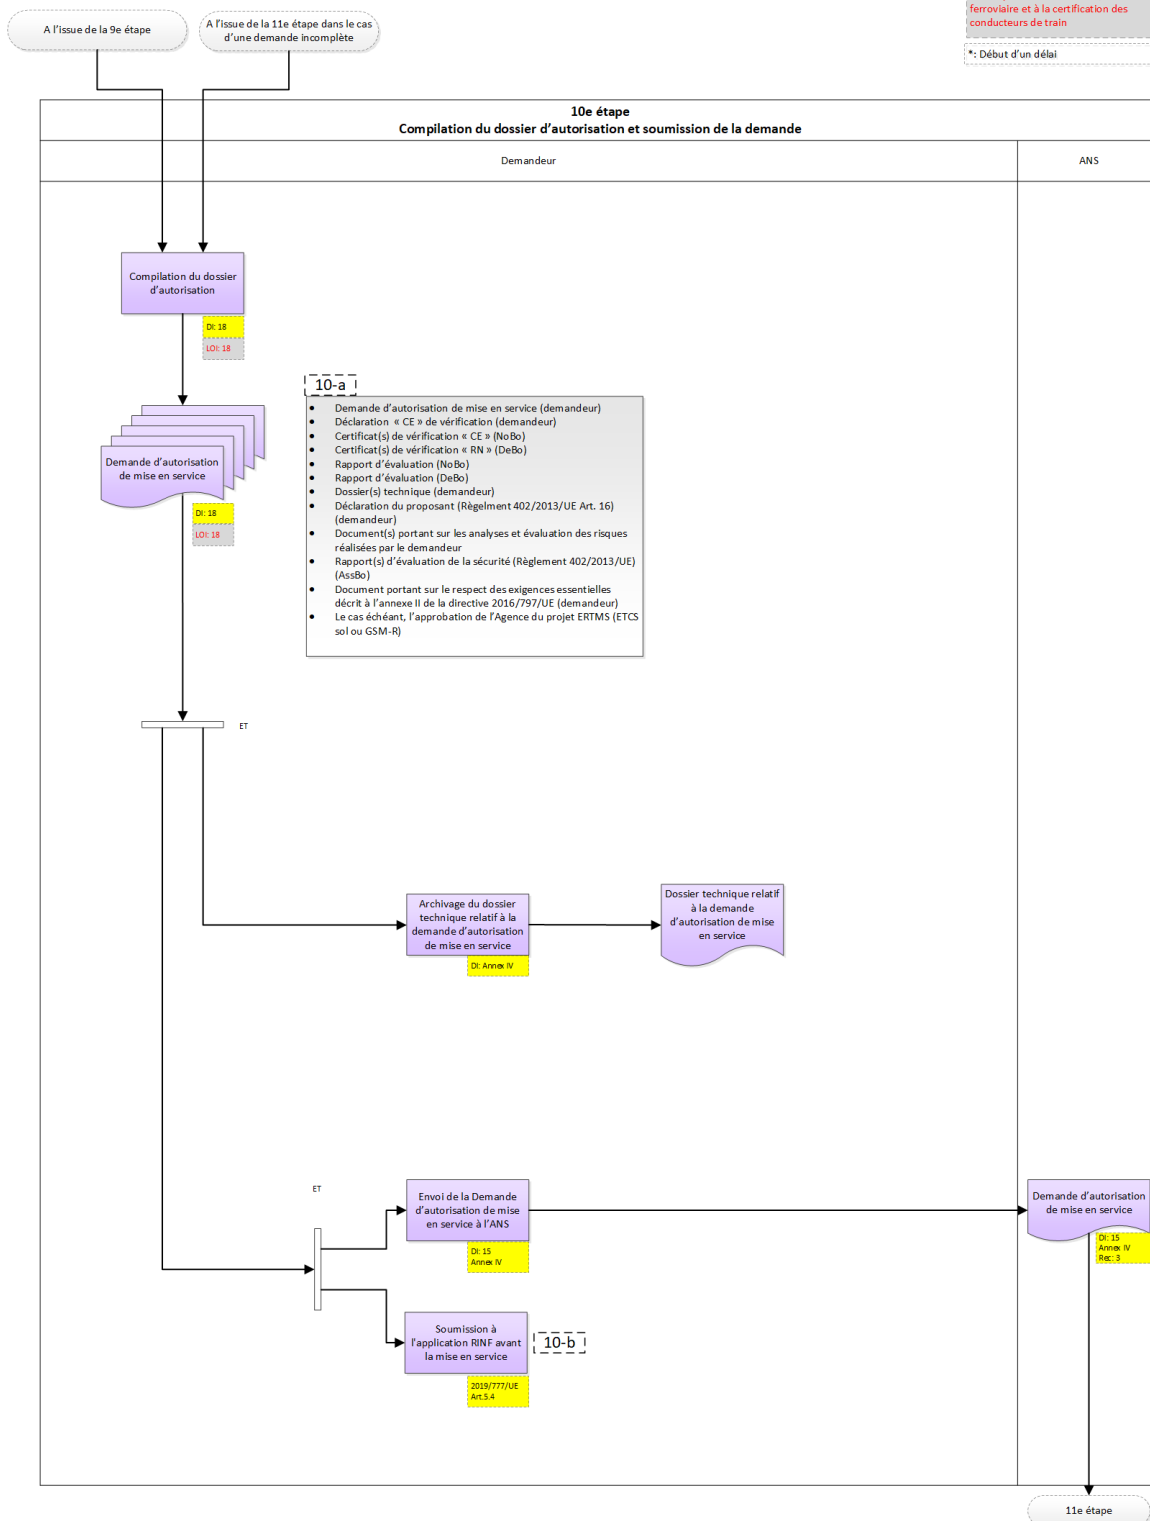 ferroviaire et à la certification des
conducteurs de train
*: Début d'un délai
A l'issue de la 9e étape
A l'issue de la 11e étape dans le cas
d'une demande incomplète
10e étape
Compilation du dossier d'autorisation et soumission de la demande
Demandeur
ANS
Compilation du dossier
d'autorisation
DI: 18
LOI: 18
Demande d'autorisation
de mise en service
DI: 18
LOI: 18
10-a
• Demande d'autorisation de mise en service (demandeur)
• Déclaration « CE » de vérification (demandeur)
• Certificat(s) de vérification « CE » (NoBo)
• Certificat(s) de vérification « RN » (DeBo)
• Rapport d'évaluation (NoBo)
• Rapport d'évaluation (DeBo)
• Dossier(s) technique (demandeur)
• Déclaration du proposant (Règelment 402/2013/UE Art. 16)
(demandeur)
• Document(s) portant sur les analyses et évaluation des risques
réalisées par le demandeur
• Rapport(s) d'évaluation de la sécurité (Règlement 402/2013/UE)
(AssBo)
• Document portant sur le respect des exigences essentielles
décrit à l'annexe II de la directive 2016/797/UE (demandeur)
• Le cas échéant, l'approbation de l'Agence du projet ERTMS (ETCS
sol ou GSM-R)
ET
Archivage du dossier
technique relatif à la
demande d'autorisation
de mise en service
DI: Annex IV
Dossier technique relatif
à la demande
d'autorisation de mise
en service
ET
Envoi de la Demande
d'autorisation de mise
en service à l'ANS
DI: 15
Annex IV
Demande d'autorisation
de mise en service
DI: 15
Annex IV
Rec: 3
Soumission à
l'application RINF avant
la mise en service
10-b
2019/777/UE
Art.5.4
11e étape